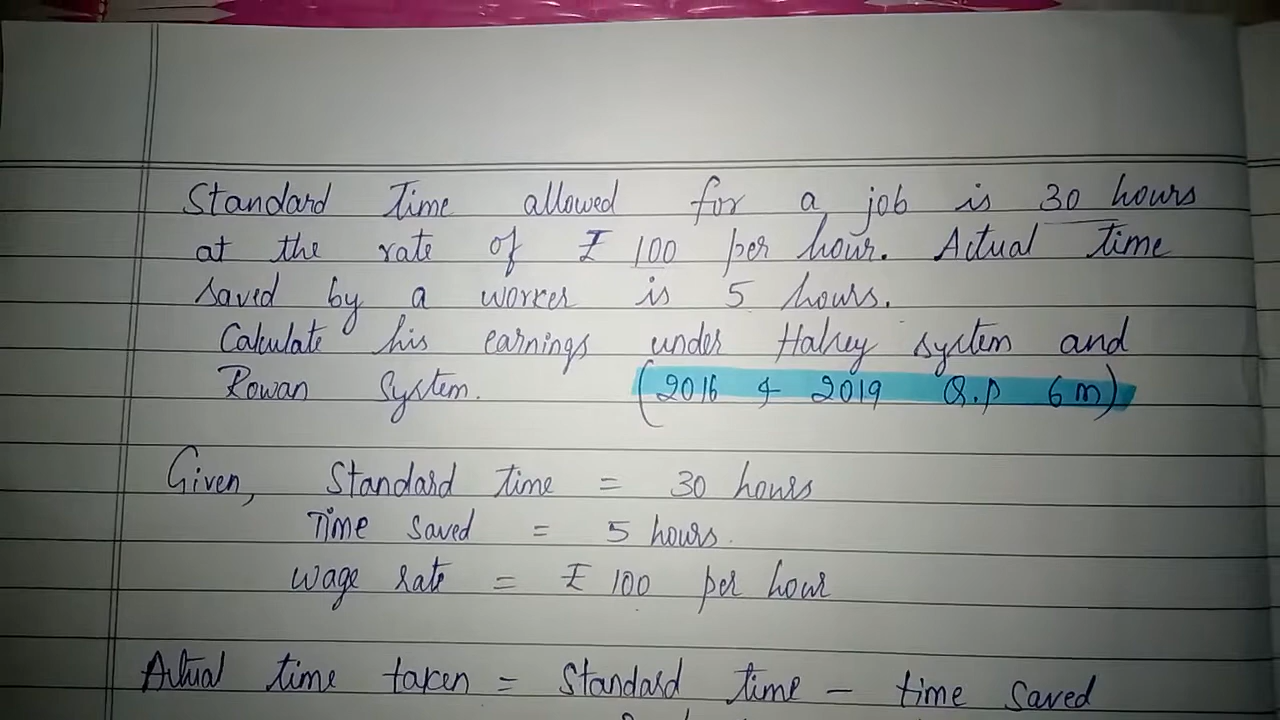 Standard Time allowed for a job is 30 hours
at the rate of ₹ 100 per hour. Actual time
saved by a worker is 5 hours.
Calculate his earnings under Halsey system and
Rowan System. (2016 & 2019 Q.P 6m)
Given, Standard time = 30 hours
Time saved = 5 hours.
Wage rate = ₹ 100 per hour
Actual time taken = Standard time - time saved